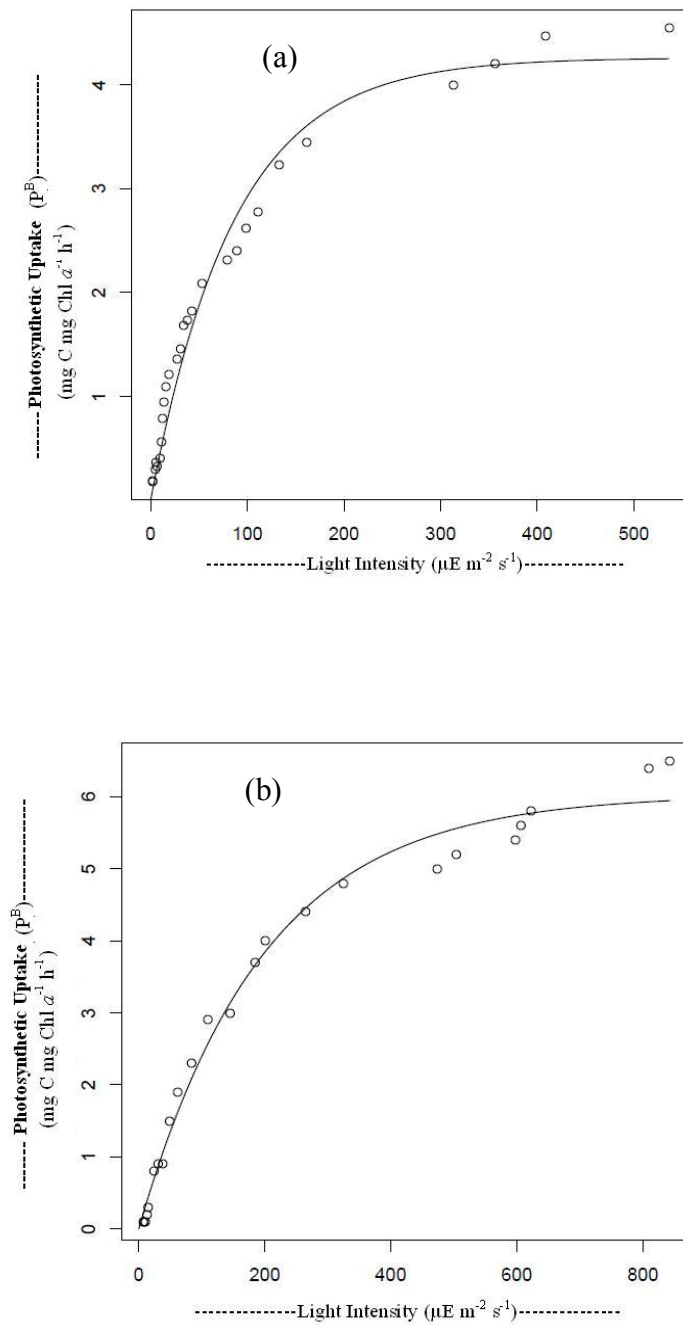 (a)
------Photosynthetic Uptake (P^B)------------
(mg C mg Chl a^-1 h^-1)
4
3
2
1
0 100 200 300 400 500
---------------Light Intensity (µE m^-2 s^-1)---------------
(b)
------ Photosynthetic Uptake (P^B)------------
(mg C mg Chl a^-1 h^-1)
6
5
4
3
2
1
0
0 200 400 600 800
---------------Light Intensity (µE m^-2 s^-1) ---------------